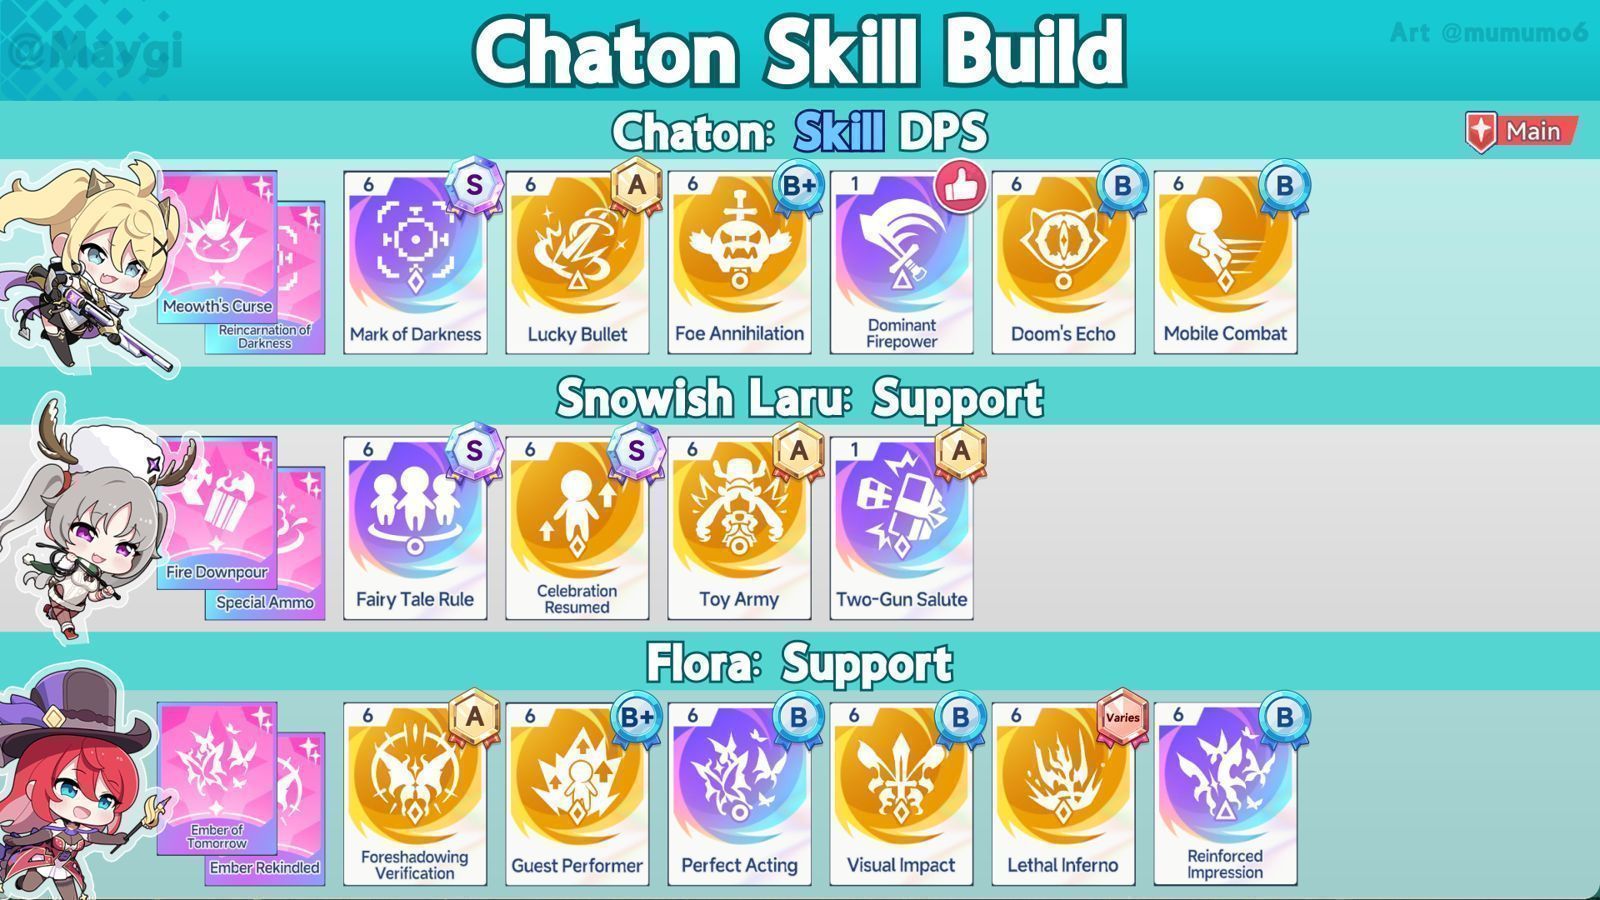 @Maygi
Chaton Skill Build
Art @mumumo6
Chaton: Skill DPS
Main
Meowth's Curse
Reincarnation of
Darkness
6
S
Mark of Darkness
6
A
Lucky Bullet
6
B+
Foe Annihilation
1
Dominant
Firepower
6
B
Doom's Echo
6
B
Mobile Combat
Snowish Laru: Support
Fire Downpour
Special Ammo
6
S
Fairy Tale Rule
6
S
Celebration
Resumed
6
A
Toy Army
1
A
Two-Gun Salute
Flora: Support
Ember of
Tomorrow
Ember Rekindled
6
A
Foreshadowing
Verification
6
B+
Guest Performer
6
B
Perfect Acting
6
B
Visual Impact
6
Varies
Lethal Inferno
6
B
Reinforced
Impression